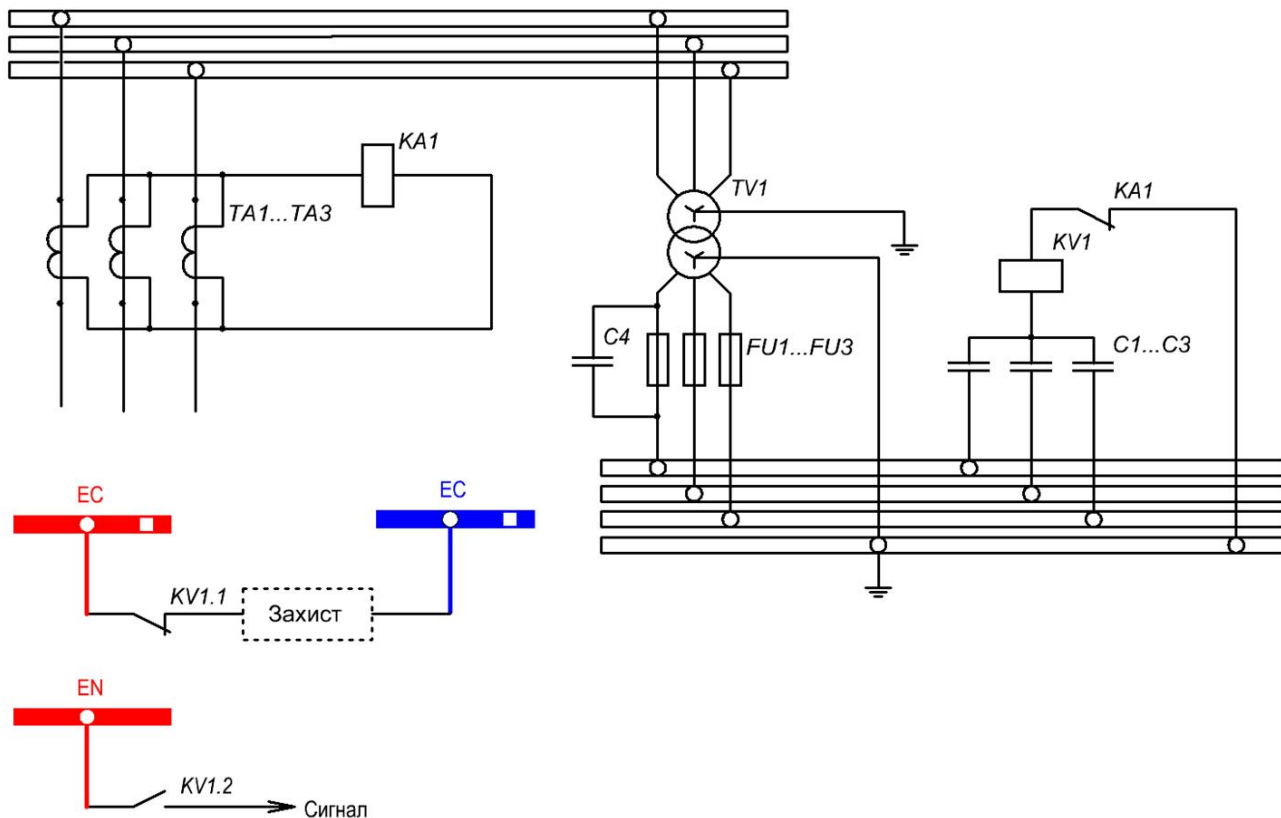 KA1
TA1...TA3
TV1
KA1
KV1
C4
FU1...FU3
C1...C3
EC
EC
KV1.1
Захист
EN
KV1.2
Сигнал